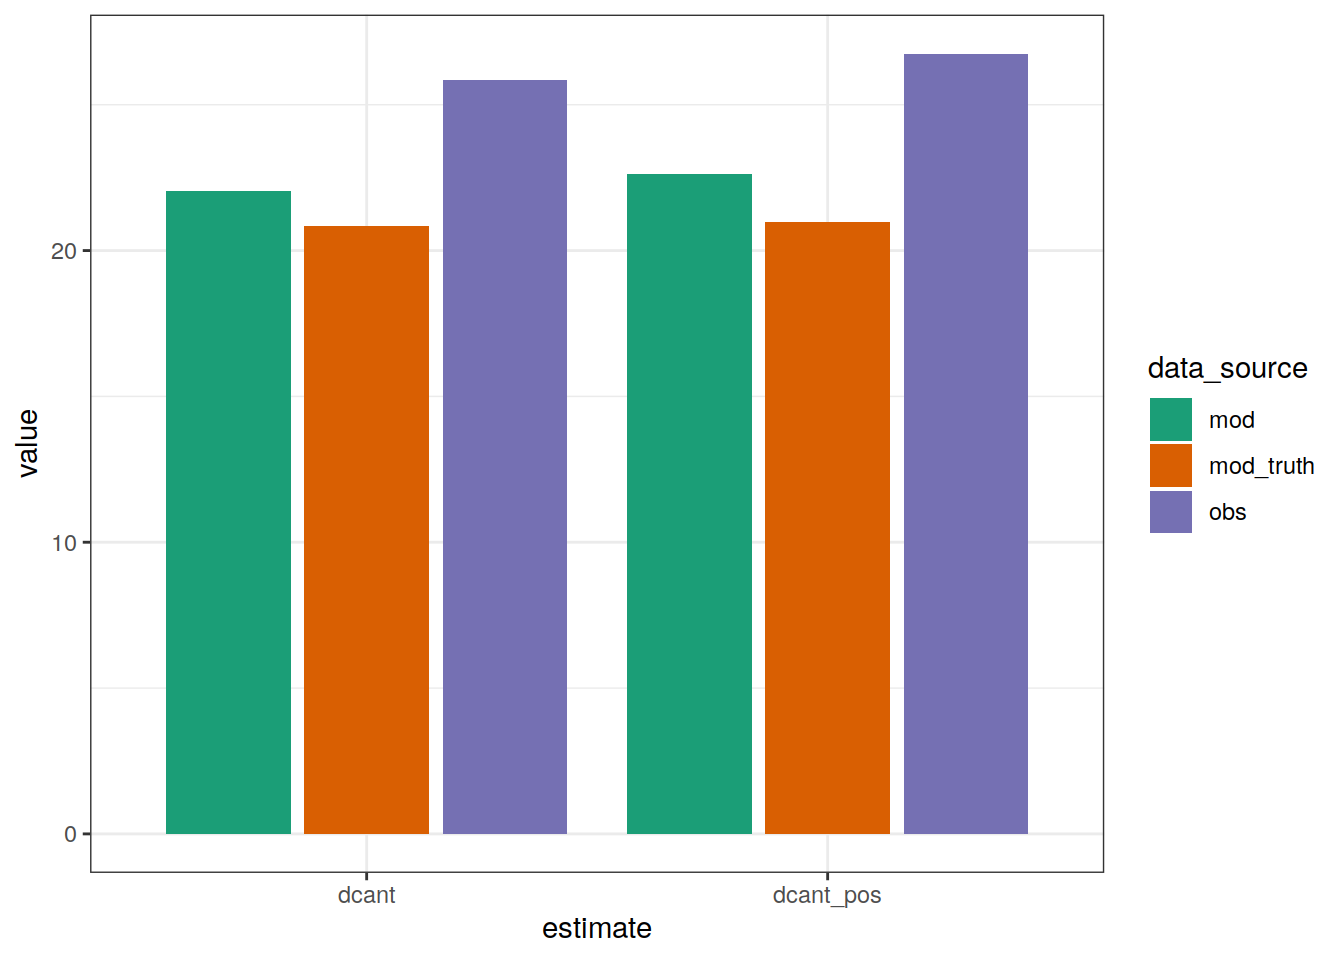 value
20
10
0
dcant
dcant_pos
estimate
data_source
mod
mod_truth
obs